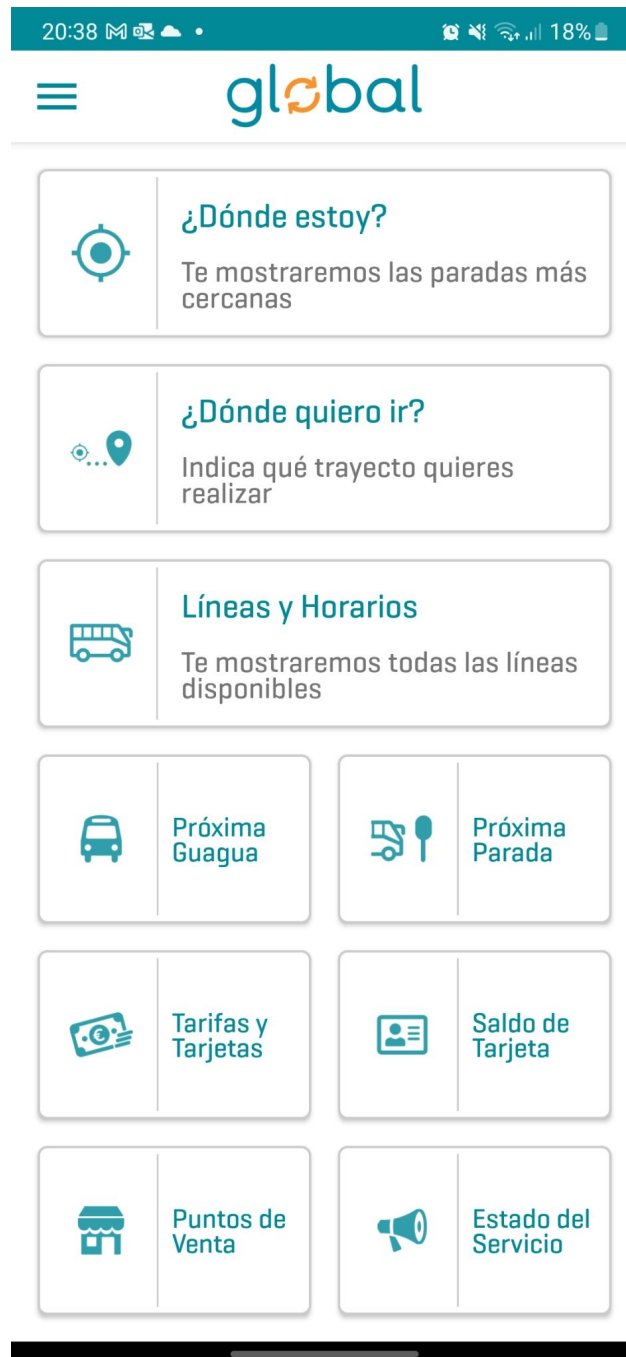 20:38
18%
global
¿Dónde estoy?
Te mostraremos las paradas más
cercanas
¿Dónde quiero ir?
Indica qué trayecto quieres
realizar
Líneas y Horarios
Te mostraremos todas las líneas
disponibles
Próxima
Guagua
Próxima
Parada
Tarifas y
Tarjetas
Saldo de
Tarjeta
Puntos de
Venta
Estado del
Servicio